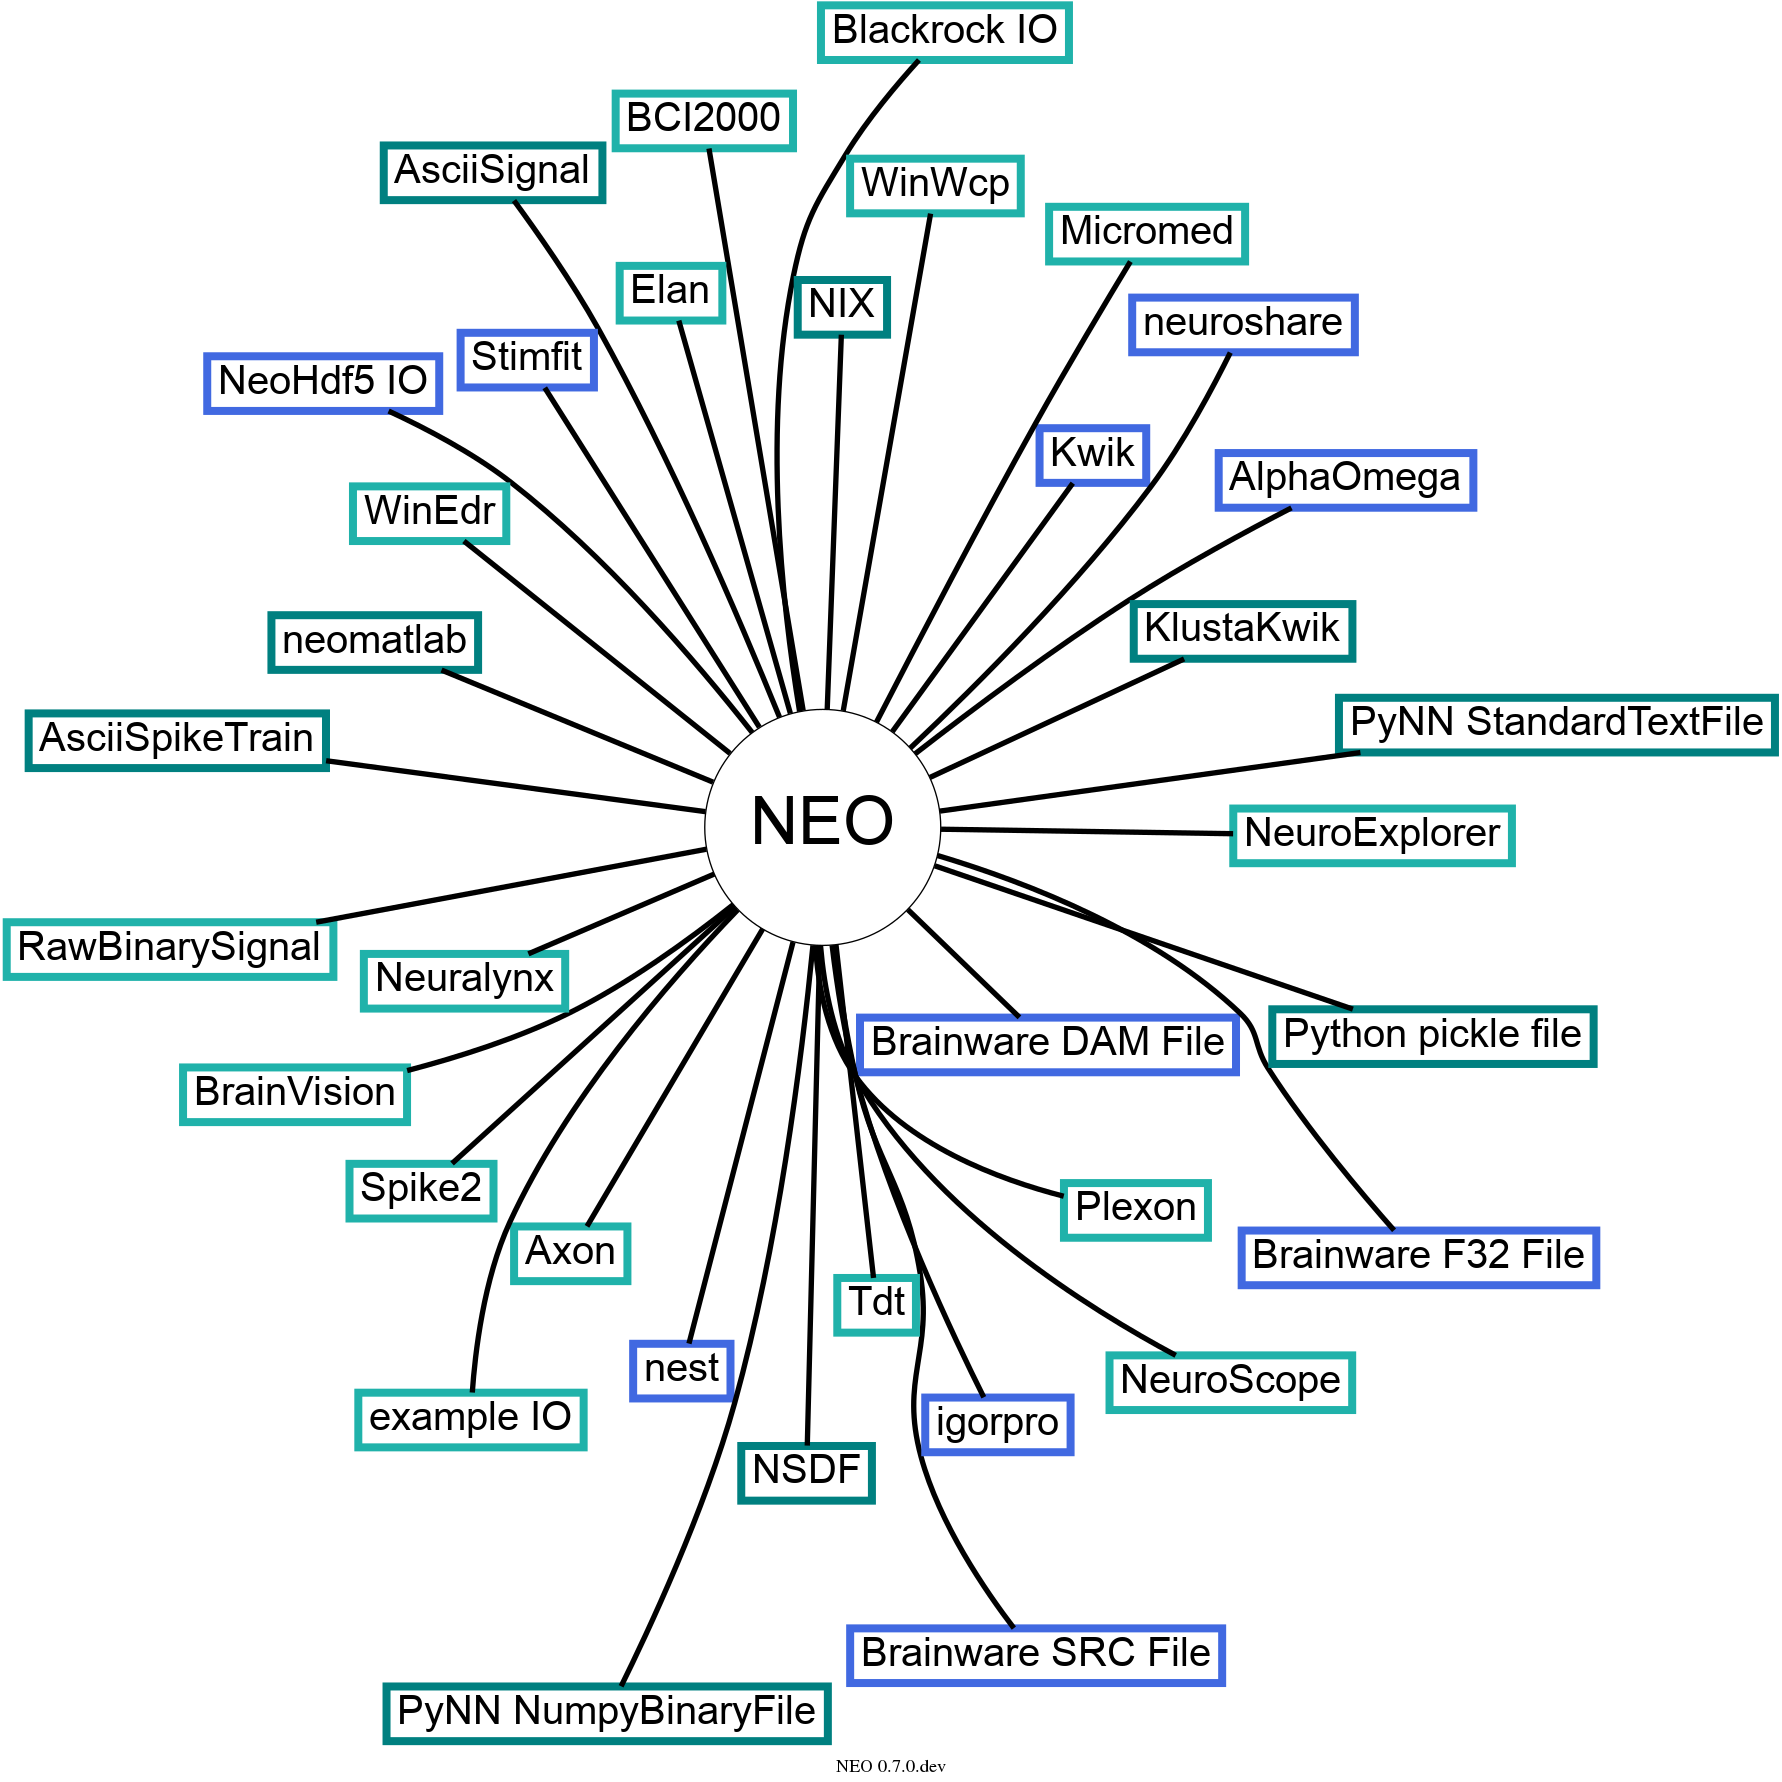 Blackrock IO
BCI2000
AsciiSignal
WinWcp
Micromed
Elan
NIX
neuroshare
Stimfit
NeoHdf5 IO
Kwik
AlphaOmega
WinEdr
KlustaKwik
neomatlab
PyNN StandardTextFile
AsciiSpikeTrain
NEO
NeuroExplorer
RawBinarySignal
Neuralynx
Brainware DAM File
Python pickle file
BrainVision
Spike2
Plexon
Axon
Brainware F32 File
Tdt
nest
NeuroScope
example IO
igorpro
NSDF
Brainware SRC File
PyNN NumpyBinaryFile
NEO 0.7.0.dev